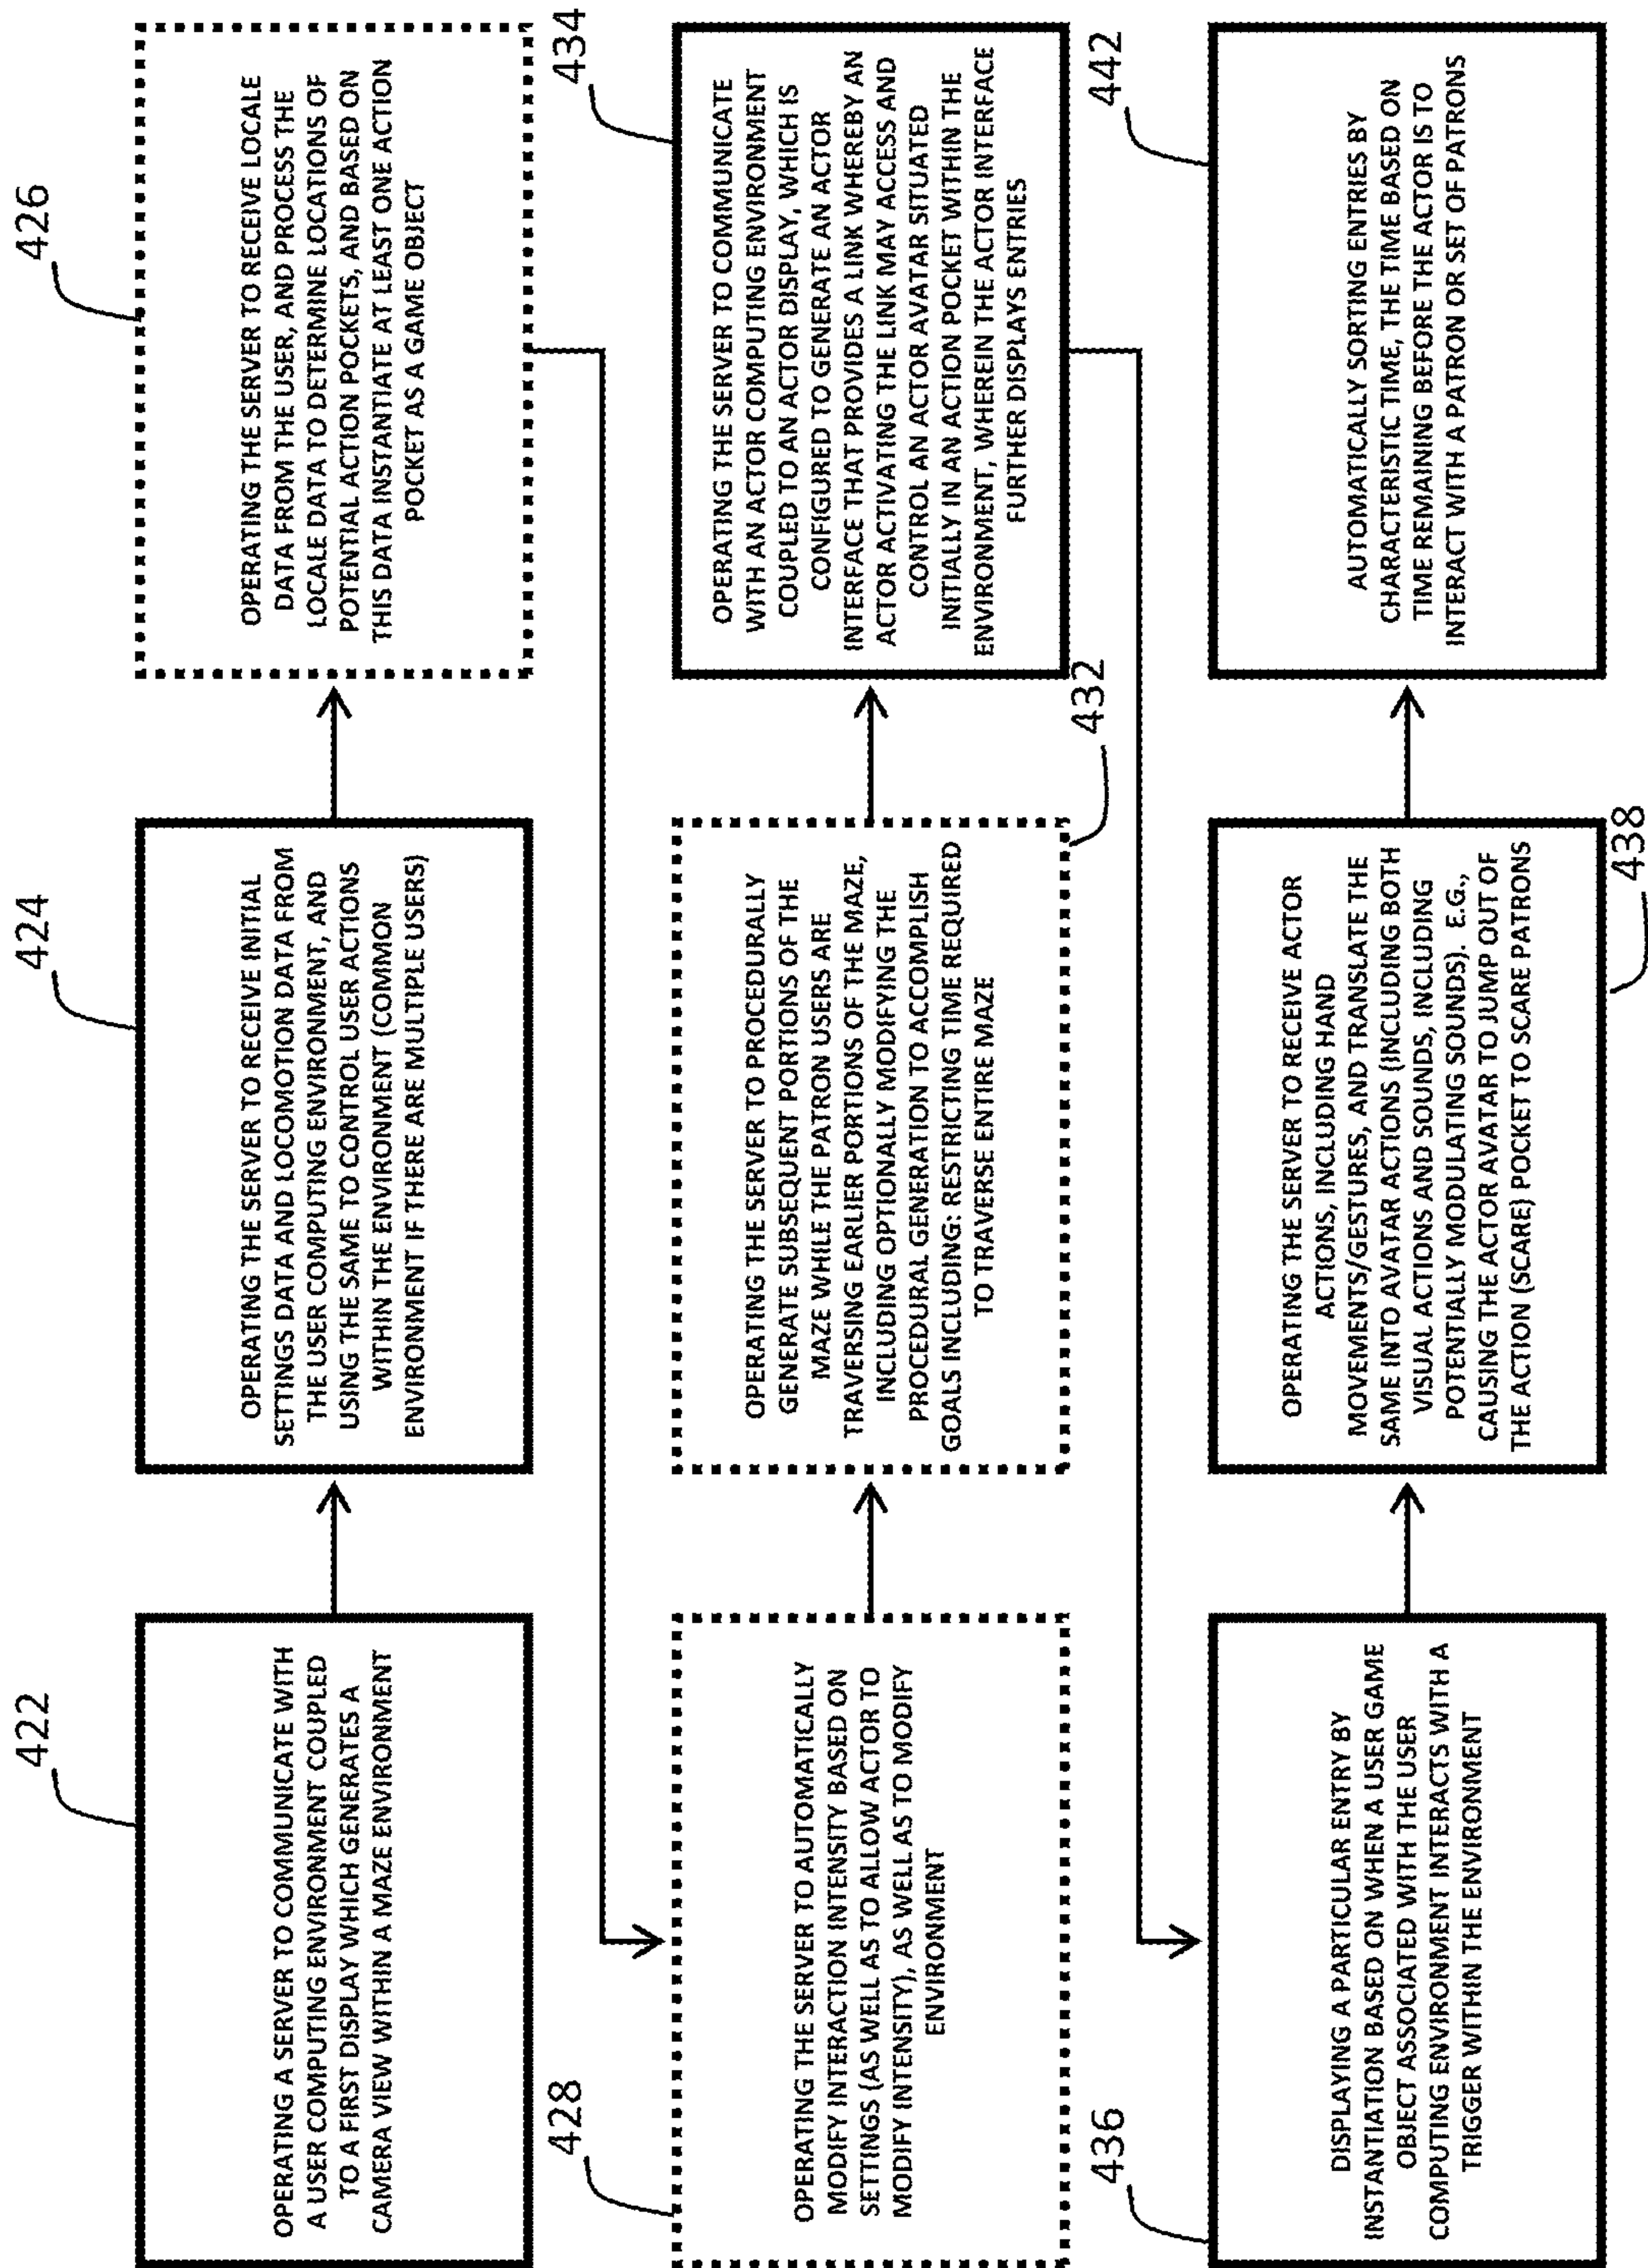 422
OPERATING A SERVER TO COMMUNICATE WITH
A USER COMPUTING ENVIRONMENT COUPLED
TO A FIRST DISPLAY WHICH GENERATES A
CAMERA VIEW WITHIN A MAZE ENVIRONMENT
424
OPERATING THE SERVER TO RECEIVE INITIAL
SETTINGS DATA AND LOCOMOTION DATA FROM
THE USER COMPUTING ENVIRONMENT, AND
USING THE SAME TO CONTROL USER ACTIONS
WITHIN THE ENVIRONMENT (COMMON
ENVIRONMENT IF THERE ARE MULTIPLE USERS)
426
OPERATING THE SERVER TO RECEIVE LOCALE
DATA FROM THE USER, AND PROCESS THE
LOCALE DATA TO DETERMINE LOCATIONS OF
POTENTIAL ACTION POCKETS, AND BASED ON
THIS DATA INSTANTIATE AT LEAST ONE ACTION
POCKET AS A GAME OBJECT
428
OPERATING THE SERVER TO AUTOMATICALLY
MODIFY INTERACTION INTENSITY BASED ON
SETTINGS (AS WELL AS TO ALLOW ACTOR TO
MODIFY INTENSITY), AS WELL AS TO MODIFY
ENVIRONMENT
432
OPERATING THE SERVER TO PROCEDURALLY
GENERATE SUBSEQUENT PORTIONS OF THE
MAZE WHILE THE PATRON USERS ARE
TRAVERSING EARLIER PORTIONS OF THE MAZE,
INCLUDING OPTIONALLY MODIFYING THE
PROCEDURAL GENERATION TO ACCOMPLISH
GOALS INCLUDING: RESTRICTING TIME REQUIRED
TO TRAVERSE ENTIRE MAZE
434
OPERATING THE SERVER TO COMMUNICATE
WITH AN ACTOR COMPUTING ENVIRONMENT
COUPLED TO AN ACTOR DISPLAY, WHICH IS
CONFIGURED TO GENERATE AN ACTOR
INTERFACE THAT PROVIDES A LINK WHEREBY AN
ACTOR ACTIVATING THE LINK MAY ACCESS AND
CONTROL AN ACTOR AVATAR SITUATED
INITIALLY IN AN ACTION POCKET WITHIN THE
ENVIRONMENT, WHEREIN THE ACTOR INTERFACE
FURTHER DISPLAYS ENTRIES
436
DISPLAYING A PARTICULAR ENTRY BY
INSTANTIATION BASED ON WHEN A USER GAME
OBJECT ASSOCIATED WITH THE USER
COMPUTING ENVIRONMENT INTERACTS WITH A
TRIGGER WITHIN THE ENVIRONMENT
438
OPERATING THE SERVER TO RECEIVE ACTOR
ACTIONS, INCLUDING HAND
MOVEMENTS/GESTURES, AND TRANSLATE THE
SAME INTO AVATAR ACTIONS (INCLUDING BOTH
VISUAL ACTIONS AND SOUNDS, INCLUDING
POTENTIALLY MODULATING SOUNDS). E.G.,
CAUSING THE ACTOR AVATAR TO JUMP OUT OF
THE ACTION (SCARE) POCKET TO SCARE PATRONS
442
AUTOMATICALLY SORTING ENTRIES BY
CHARACTERISTIC TIME, THE TIME BASED ON
TIME REMAINING BEFORE THE ACTOR IS TO
INTERACT WITH A PATRON OR SET OF PATRONS